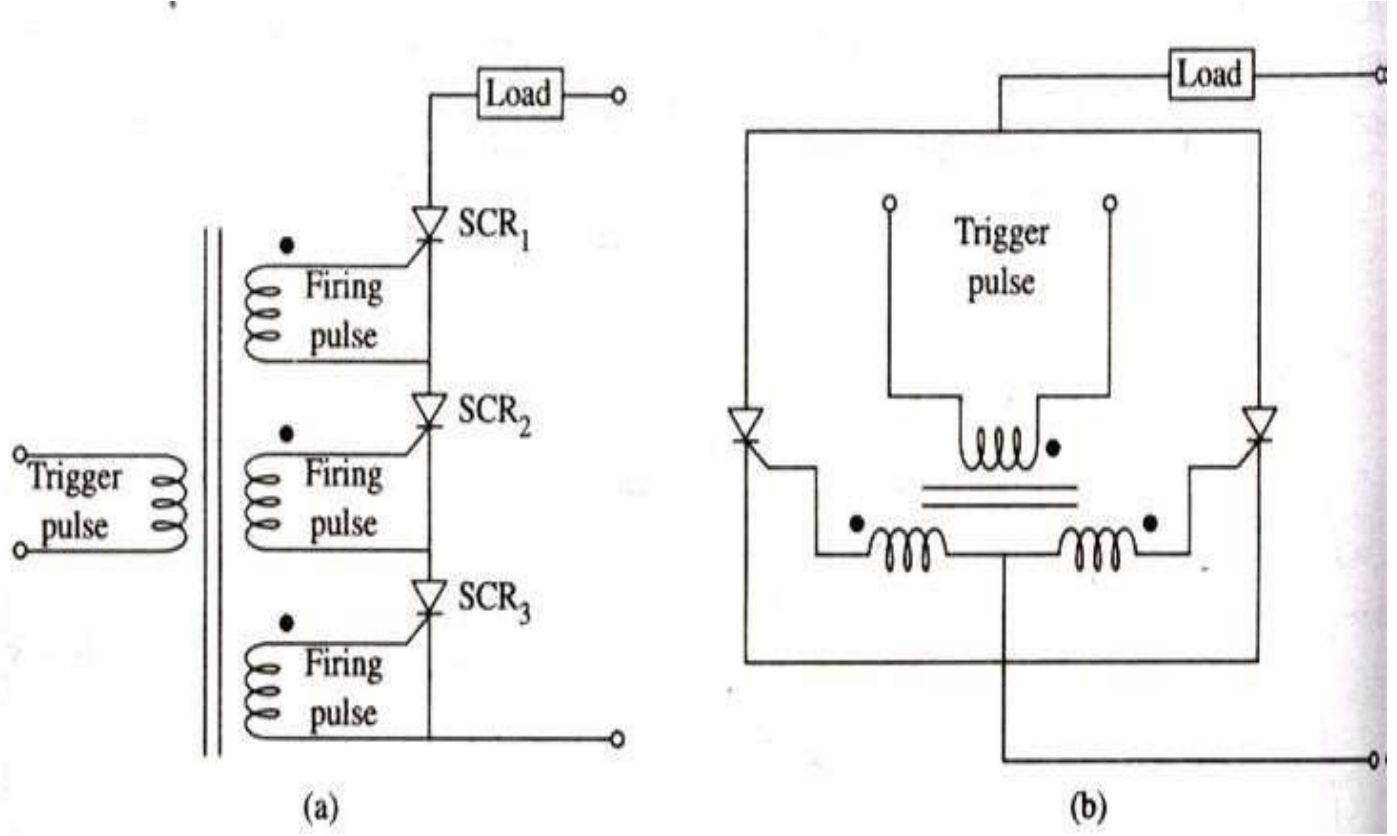 Load
SCR1
Firing
pulse
SCR2
Firing
pulse
Trigger
pulse
SCR3
Firing
pulse
(a)
Load
Trigger
pulse
(b)